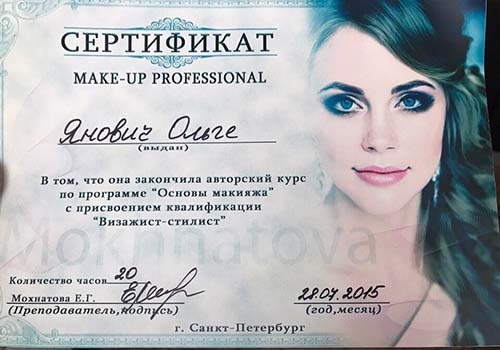 СЕРТИФИКАТ
MAKE-UP PROFESSIONAL
Янович Ольге
(выдан)
В том, что она закончила авторский курс
по программе "Основы макияжа"
с присвоением квалификации
"Визажист-стилист"
Mokhnatova
Количество часов 20
Мохнатова Е.Г.
(Преподаватель,подпись)
28.07.2015
(год,месяц)
г. Санкт-Петербург